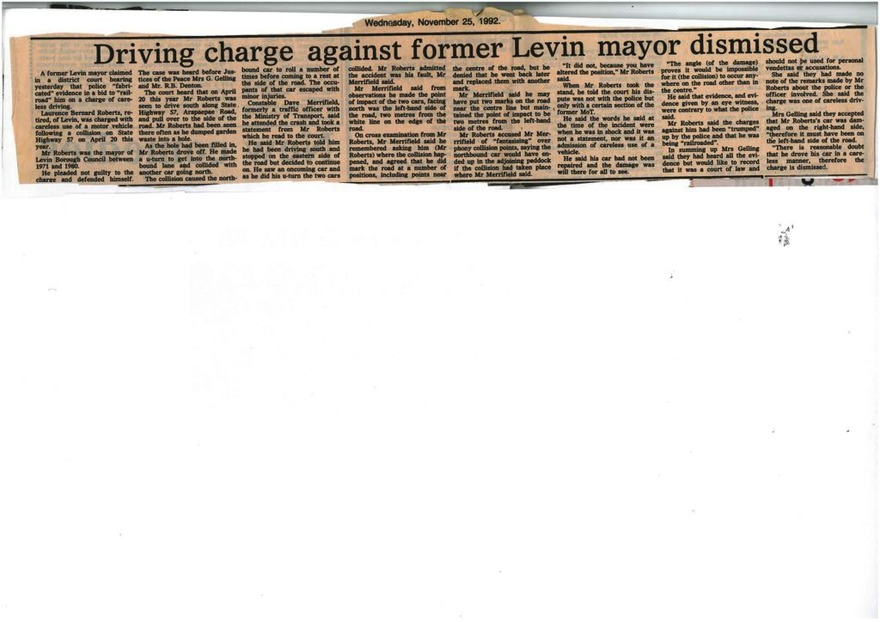 Wednesday, November 25, 1992.
Driving charge against former Levin mayor dismissed
A former Levin mayor claimed
in a district court hearing
yesterday that police "fabri-
cated" evidence in a bid to "rail-
road" him on a charge of care-
less driving.
Laurence Bernard Roberts, re-
tired, of Levin, was charged with
careless use of a motor vehicle
following a collision on State
Highway 57 on April 20 this
year.
Mr Roberts was the mayor of
Levin Borough Council between
1971 and 1980.
He pleaded not guilty to the
charge and defended himself.
The case was heard before Jus-
tices of the Peace Mrs G. Gelling
and Mr. R.B. Denton.
The court heard that on April
20 this year Mr Roberts was
seen to drive south along State
Highway 57, Arapaepae Road,
and pull over to the side of the
road. Mr Roberts had been seen
there often as he dumped garden
waste into a hole.
As the hole had been filled in,
Mr Roberts drove off. He made
a u-turn to get into the north-
bound lane and collided with
another car going north.
The collision caused the north-
bound car to roll a number of
times before coming to a rest at
the side of the road. The occu-
pants of that car escaped with
minor injuries.
Constable Dave Merrifield,
formerly a traffic officer with
the Ministry of Transport, said
he attended the crash and took a
statement from Mr Roberts
which he read to the court.
He said Mr Roberts told him
he had been driving south and
stopped on the eastern side of
the road but decided to continue
on. He saw an oncoming car and
as he did his u-turn the two cars
collided. Mr Roberts admitted
the accident was his fault, Mr
Merrifield said.
Mr Merrifield said from
observations he made the point
of impact of the two cars, facing
north was the left-hand side of
the road, two metres from the
white line on the edge of the
road.
On cross examination from Mr
Roberts, Mr Merrifield said he
remembered asking him (Mr
Roberts) where the collision hap-
pened, and agreed that he did
mark the road at a number of
positions, including points near
the centre of the road, but he
denied that he went back later
and replaced them with another
mark.
Mr Merrifield said he may
have put two marks on the road
near the centre line but main-
tained the point of impact to be
two metres from the left-hand
side of the road.
Mr Roberts accused Mr Mer-
rifield of "fantasising" over
phony collision points, saying the
northbound car would have en-
ded up in the adjoining paddock
if the collision had taken place
where Mr Merrifield said.
"It did not, because you have
altered the position," Mr Roberts
said.
When Mr Roberts took the
stand, he told the court his dis-
pute was not with the police but
only with a certain section of the
former MoT.
He said the words he said at
the time of the incident were
when he was in shock and it was
not a statement, nor was it an
admission of careless use of a
vehicle.
He said his car had not been
repaired and the damage was
will there for all to see.
"The angle (of the damage)
proves it would be impossible
for it (the collision) to occur any-
where on the road other than in
the centre."
He said that evidence, and evi-
dence given by an eye witness,
were contrary to what the police
said.
Mr Roberts said the charges
against him had been "trumped"
up by the police and that he was
being "railroaded".
In summing up Mrs Gelling
said they had heard all the evi-
dence but would like to record
that it was a court of law and
should not be used for personal
vendettas or accusations.
She said they had made no
note of the remarks made by Mr
Roberts about the police or the
officer involved. She said the
charge was one of careless driv-
ing.
Mrs Gelling said they accepted
that Mr Roberts's car was dam-
aged on the right-hand side,
therefore it must have been on
the left-hand side of the road.
"There is reasonable doubt
that he drove his car in a care-
less manner, therefore the
charge is dismissed.